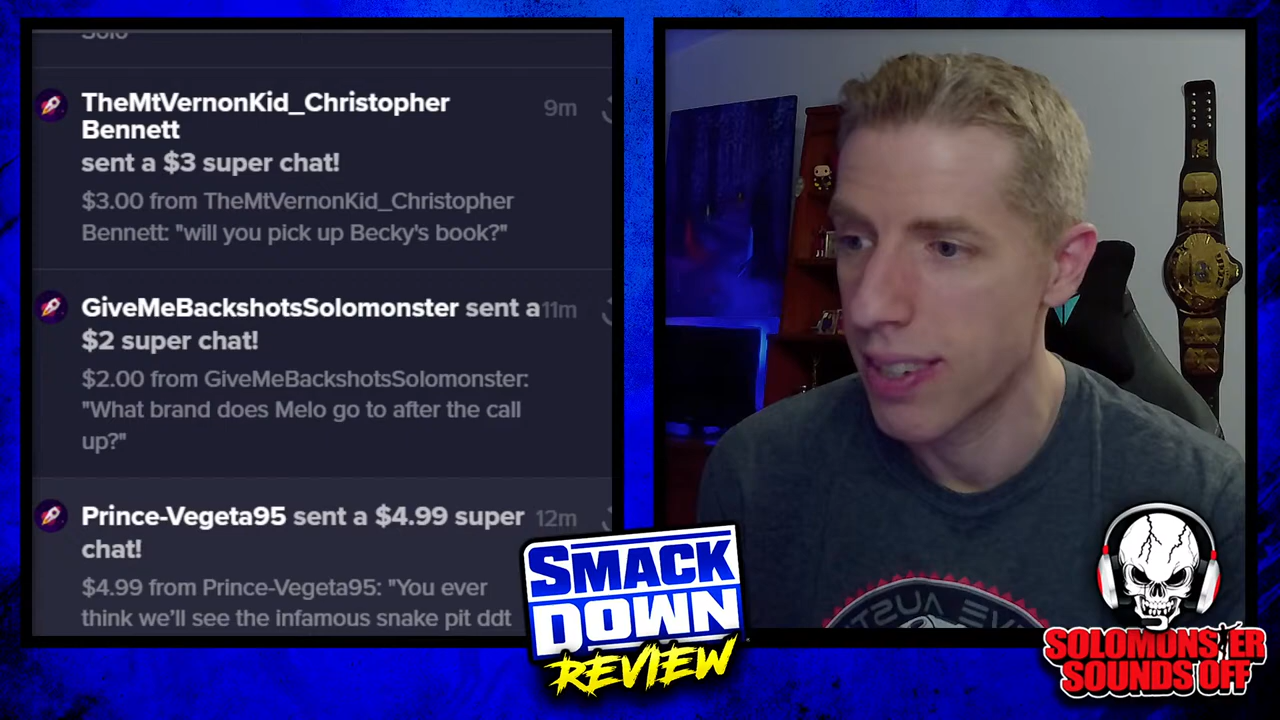 Solo
TheMtVernonKid_Christopher
Bennett
9m
sent a $3 super chat!
$3.00 from TheMtVernonKid_Christopher
Bennett: "will you pick up Becky's book?"
GiveMeBackshotsSolomonster sent a
11m
$2 super chat!
$2.00 from GiveMeBackshotsSolomonster:
"What brand does Melo go to after the call
up?"
Prince-Vegeta95 sent a $4.99 super
12m
chat!
$4.99 from Prince-Vegeta95: "You ever
think we'll see the infamous snake pit ddt
SMACK
DOWN
REVIEW
SOLOMONSTER
SOUNDS OFF